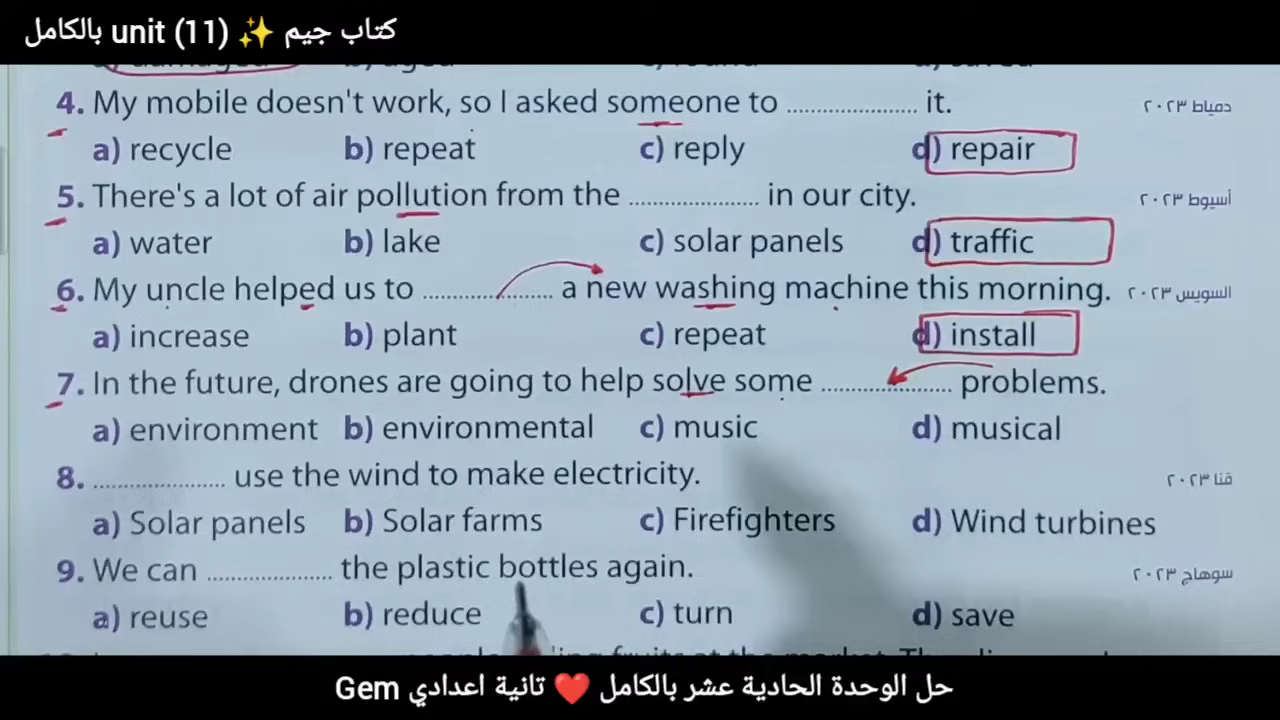 كتاب جيم ✨ unit (11) بالكامل
4. My mobile doesn't work, so I asked someone to .................... it. دمياط ٢٠٢٣
a) recycle b) repeat c) reply d) repair
5. There's a lot of air pollution from the .................... in our city. أسيوط ٢٠٢٣
a) water b) lake c) solar panels d) traffic
6. My uncle helped us to .................... a new washing machine this morning. السويس ٢٠٢٣
a) increase b) plant c) repeat d) install
7. In the future, drones are going to help solve some .................... problems.
a) environment b) environmental c) music d) musical
8. .................... use the wind to make electricity. قنا ٢٠٢٣
a) Solar panels b) Solar farms c) Firefighters d) Wind turbines
9. We can .................... the plastic bottles again. سوهاج ٢٠٢٣
a) reuse b) reduce c) turn d) save
حل الوحدة الحادية عشر بالكامل ❤️ تانية اعدادي Gem